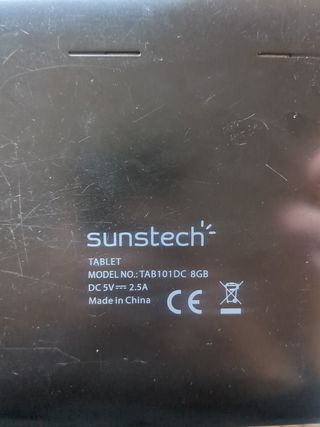 sunstech
TABLET
MODEL NO.: TAB101DC 8GB
DC 5V⎓ 2.5A
Made in China
CE